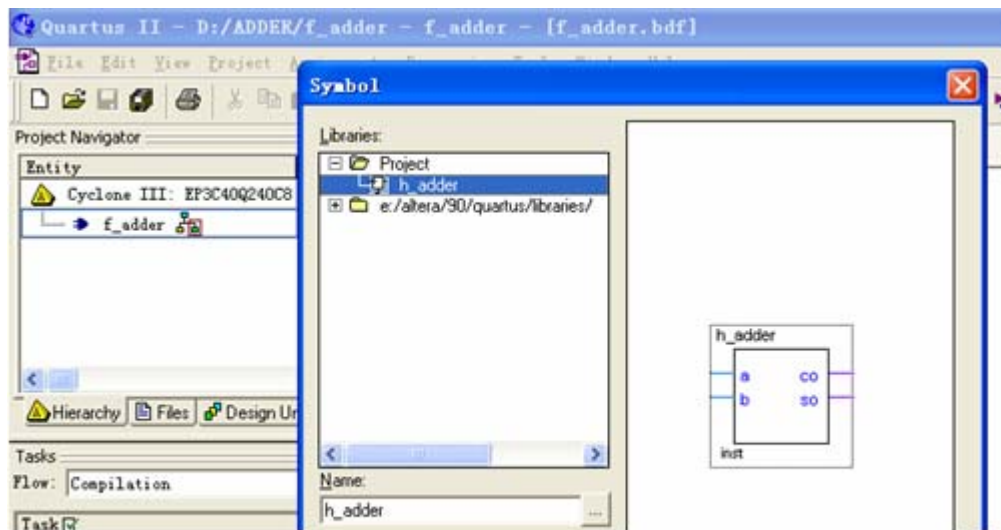 Quartus II - D:/ADDER/f_adder - f_adder - [f_adder.bdf]
File Edit View Project
Symbol
Project Navigator
Libraries:
Entity
Project
h_adder
Cyclone III: EP3C40Q240C8
e:/altera/90/quartus/libraries/
f_adder
h_adder
a co
b so
inst
Hierarchy Files Design
Tasks
Flow: Compilation
Name:
h_adder
Task